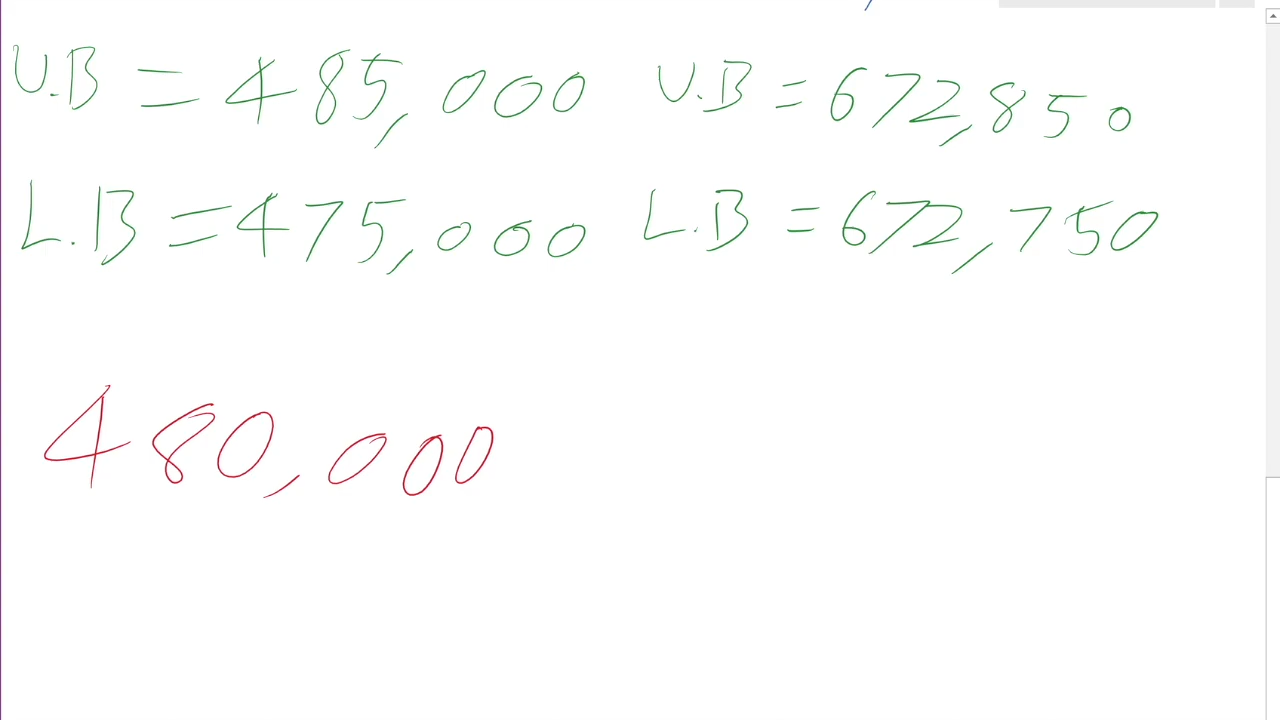 U.B = 485,000 U.B = 672,850
L.B = 475,000 L.B = 672,750
480,000